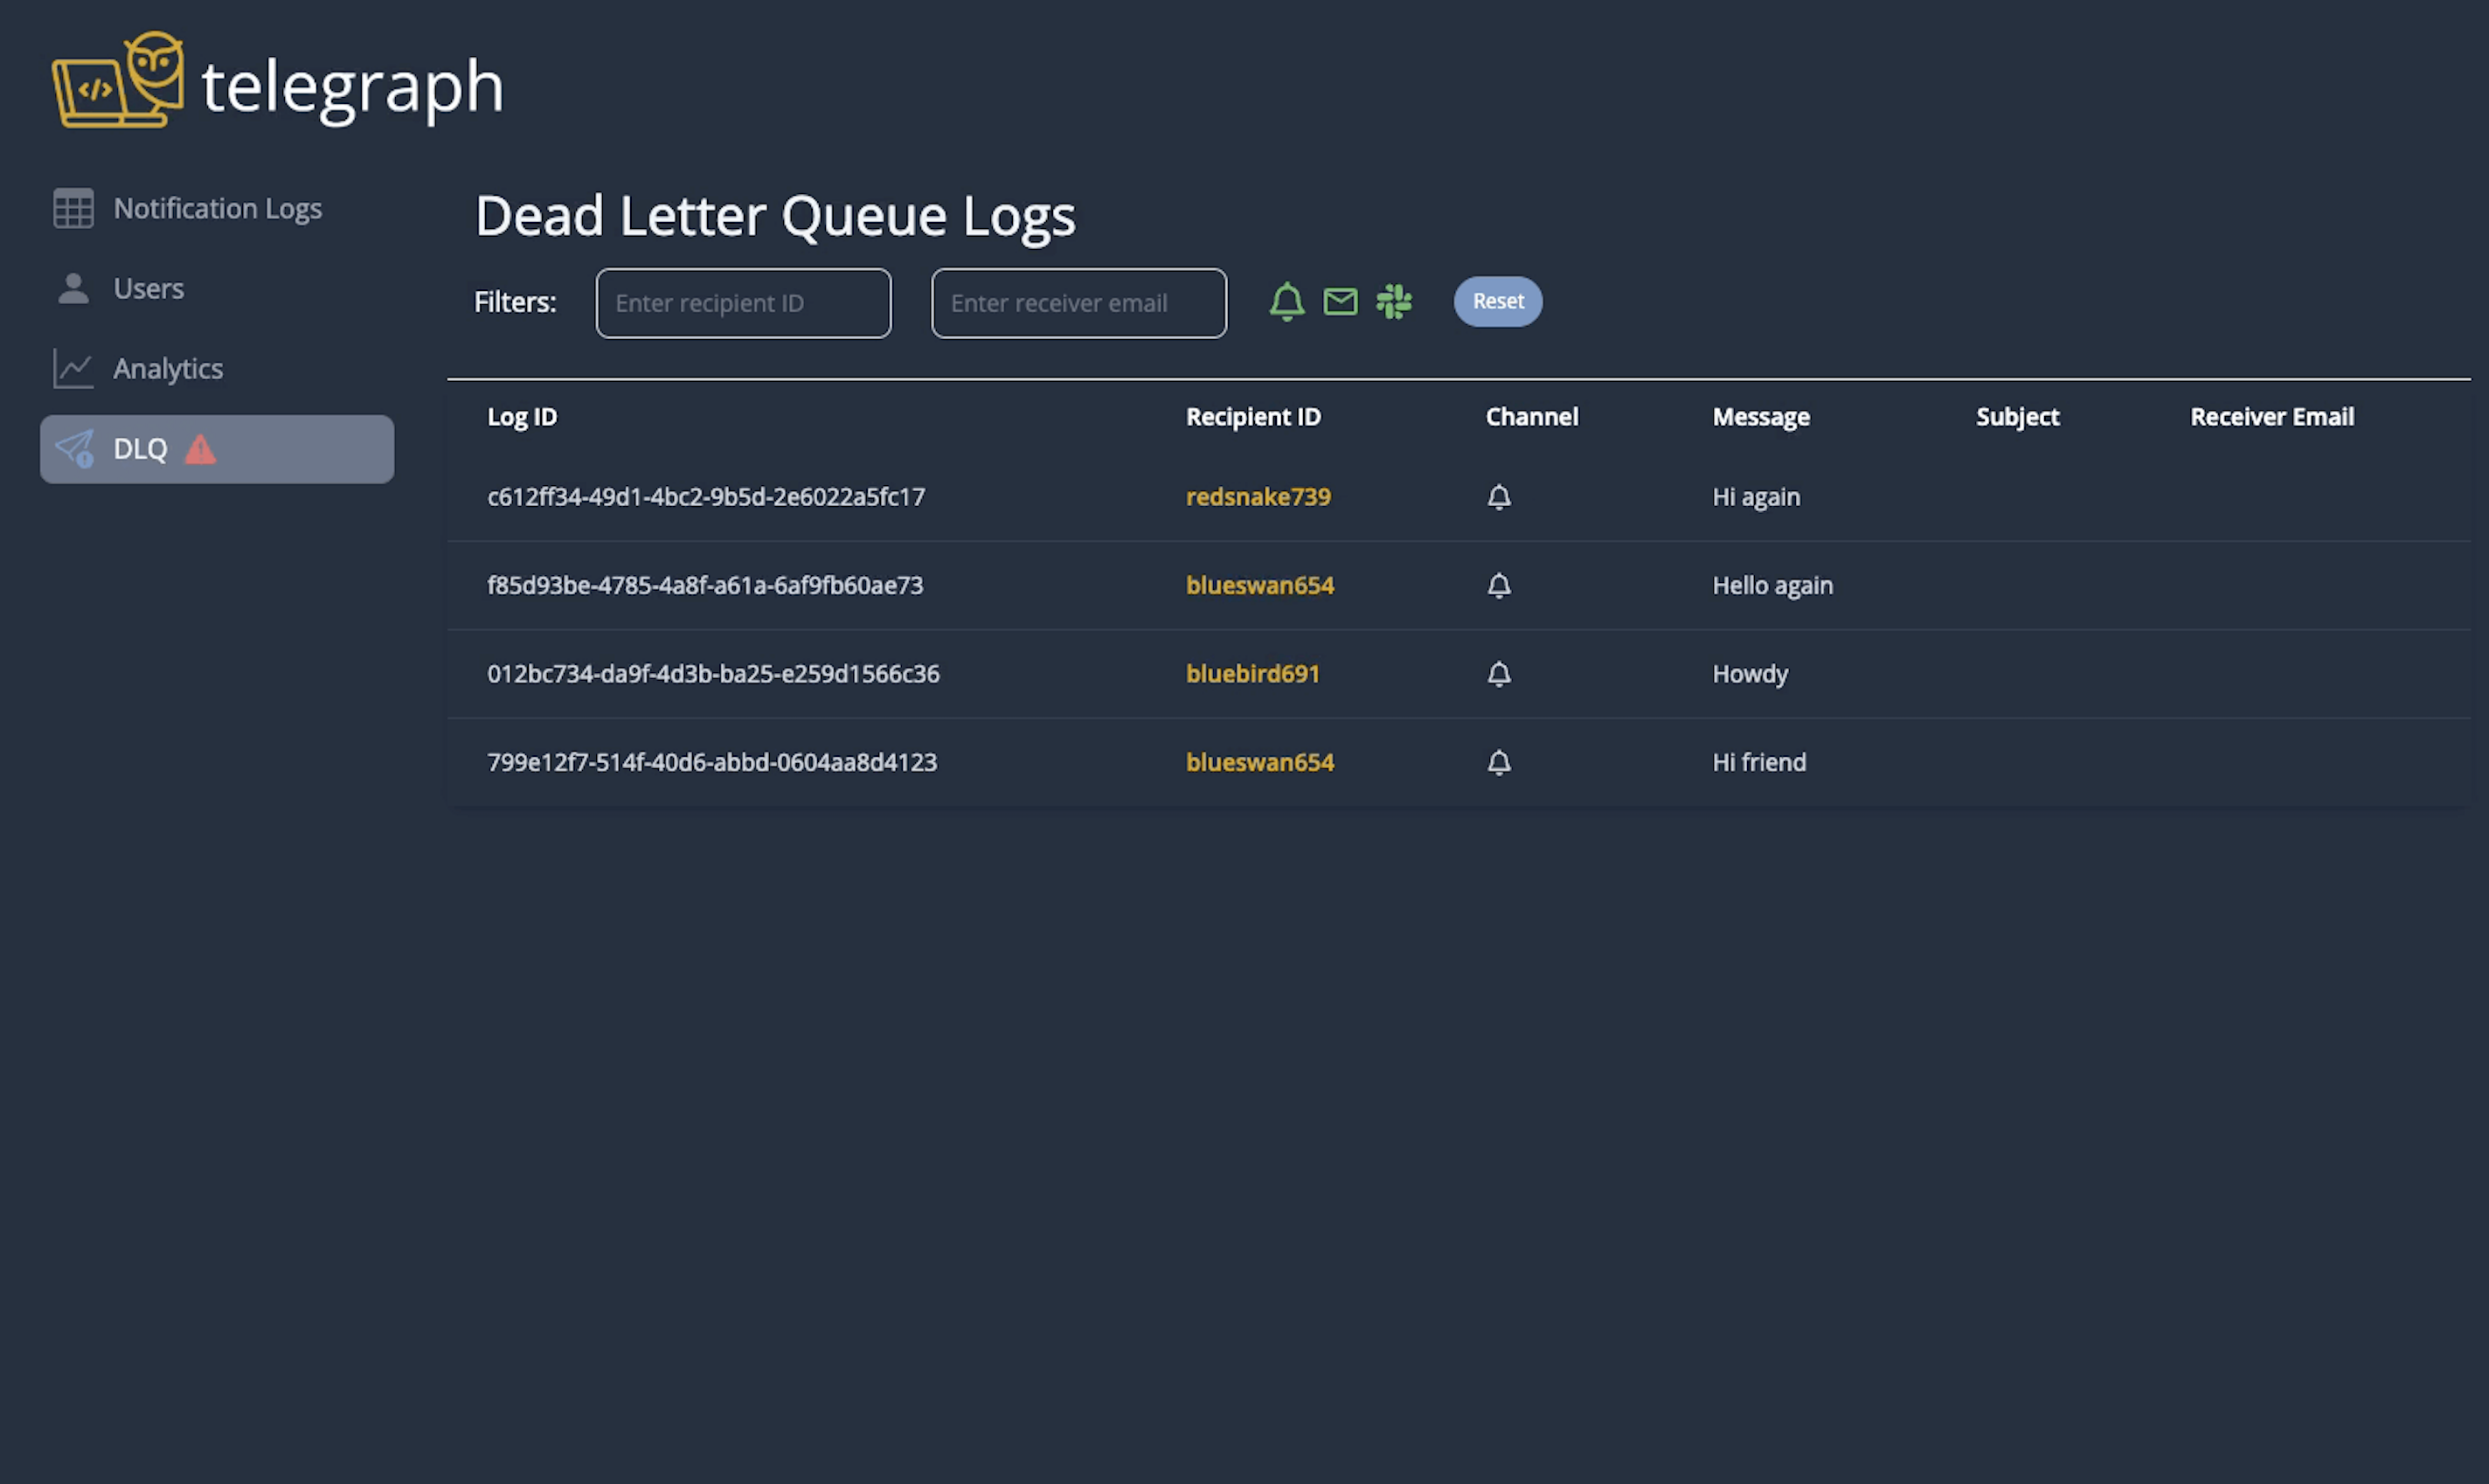 </> telegraph
Notification Logs
Users
Analytics
DLQ
Dead Letter Queue Logs
Filters: Enter recipient ID Enter receiver email Reset
Log ID Recipient ID Channel Message Subject Receiver Email
c612ff34-49d1-4bc2-9b5d-2e6022a5fc17 redsnake739 Hi again
f85d93be-4785-4a8f-a61a-6af9fb60ae73 blueswan654 Hello again
012bc734-da9f-4d3b-ba25-e259d1566c36 bluebird691 Howdy
799e12f7-514f-40d6-abbd-0604aa8d4123 blueswan654 Hi friend